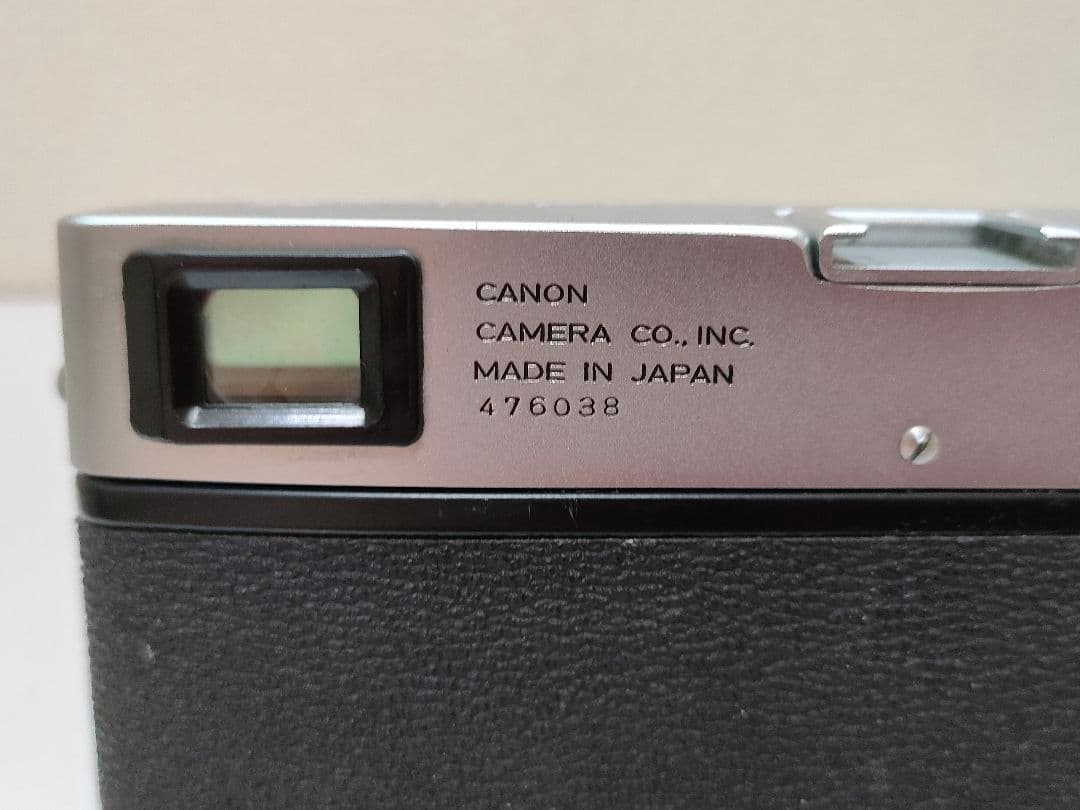 CANON
CAMERA CO., INC.
MADE IN JAPAN
476038